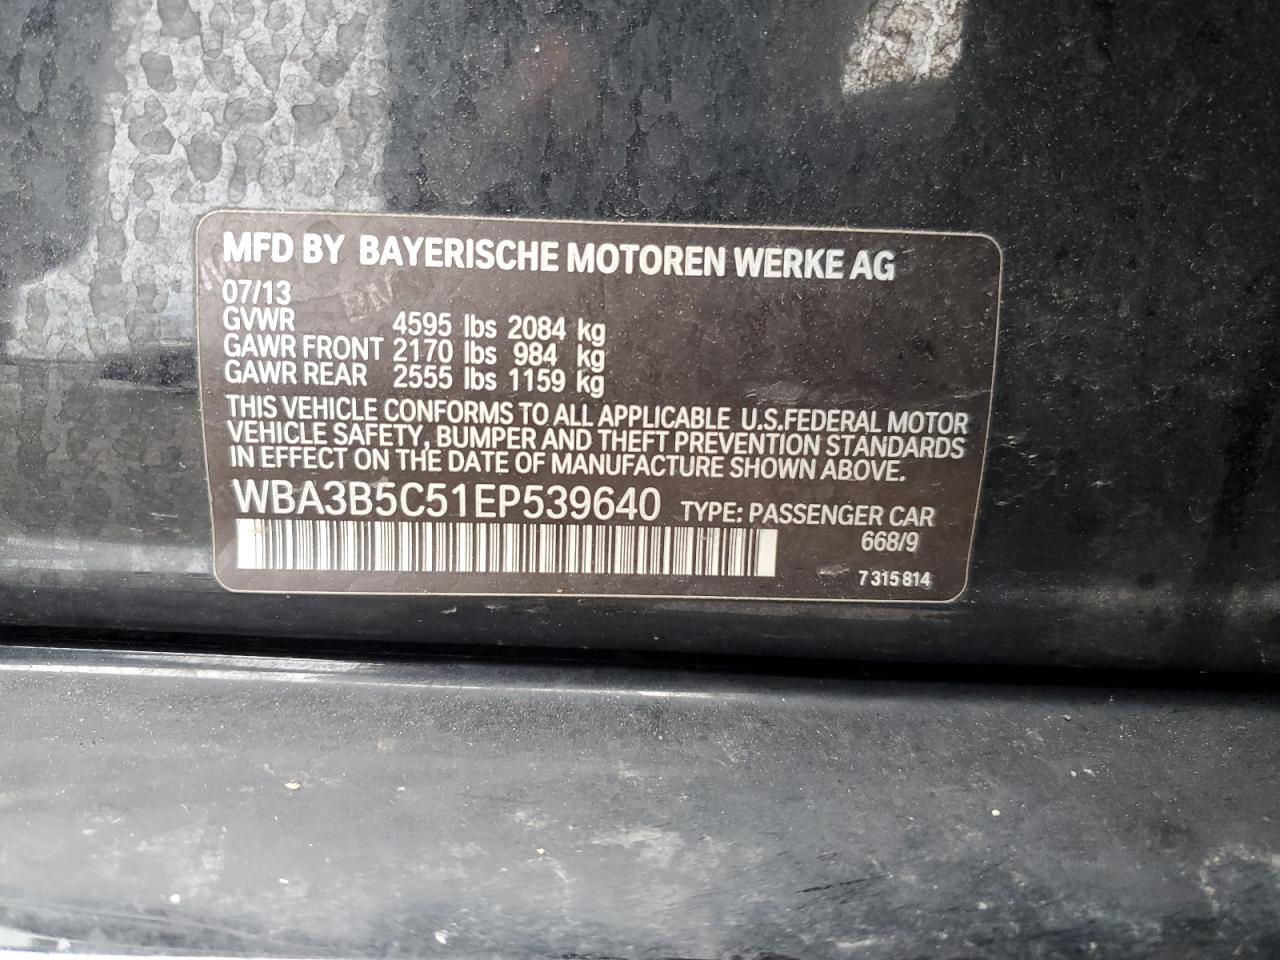 MFD BY BAYERISCHE MOTOREN WERKE AG
07/13
GVWR 4595 lbs 2084 kg
GAWR FRONT 2170 lbs 984 kg
GAWR REAR 2555 lbs 1159 kg
THIS VEHICLE CONFORMS TO ALL APPLICABLE U.S.FEDERAL MOTOR
VEHICLE SAFETY, BUMPER AND THEFT PREVENTION STANDARDS
IN EFFECT ON THE DATE OF MANUFACTURE SHOWN ABOVE.
WBA3B5C51EP539640 TYPE: PASSENGER CAR
668/9
7 315 814